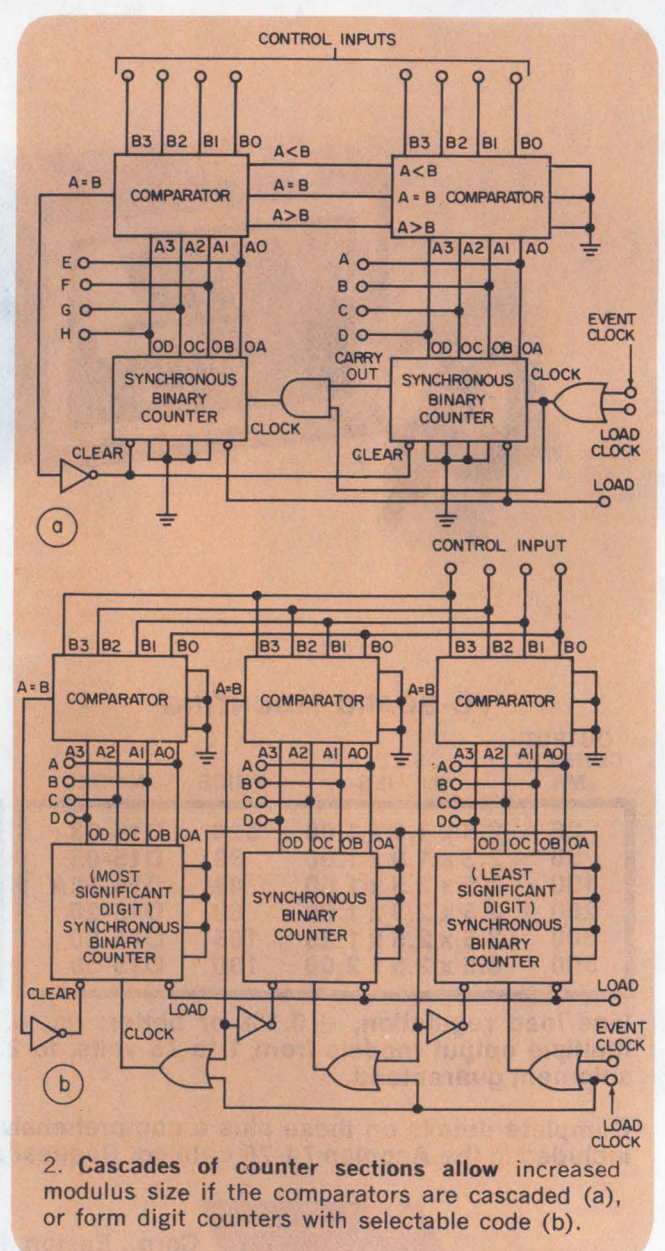 CONTROL INPUTS
B3 B2 B1 B0
B3 B2 B1 B0
A<B
A<B
A=B
COMPARATOR
A=B
A = B COMPARATOR
A>B
A>B
A3 A2 A1 A0
A3 A2 A1 A0
E
A
F
B
G
C
H
D
EVENT CLOCK
OD OC OB OA
CARRY OUT
OD OC OB OA
SYNCHRONOUS BINARY COUNTER
CLOCK
SYNCHRONOUS BINARY COUNTER
CLOCK
LOAD CLOCK
CLEAR
CLEAR
LOAD
a
CONTROL INPUT
B3 B2 B1 B0
B3 B2 B1 B0
B3 B2 B1 B0
A=B
COMPARATOR
A=B
COMPARATOR
A=B
COMPARATOR
A3 A2 A1 A0
A3 A2 A1 A0
A3 A2 A1 A0
A
B
C
D
A
B
C
D
A
B
C
D
OD OC OB OA
OD OC OB OA
OD OC OB OA
(MOST SIGNIFICANT DIGIT) SYNCHRONOUS BINARY COUNTER
SYNCHRONOUS BINARY COUNTER
(LEAST SIGNIFICANT DIGIT) SYNCHRONOUS BINARY COUNTER
CLEAR
LOAD
LOAD
CLOCK
EVENT CLOCK
b
LOAD CLOCK
2. Cascades of counter sections allow increased
modulus size if the comparators are cascaded (a),
or form digit counters with selectable code (b).